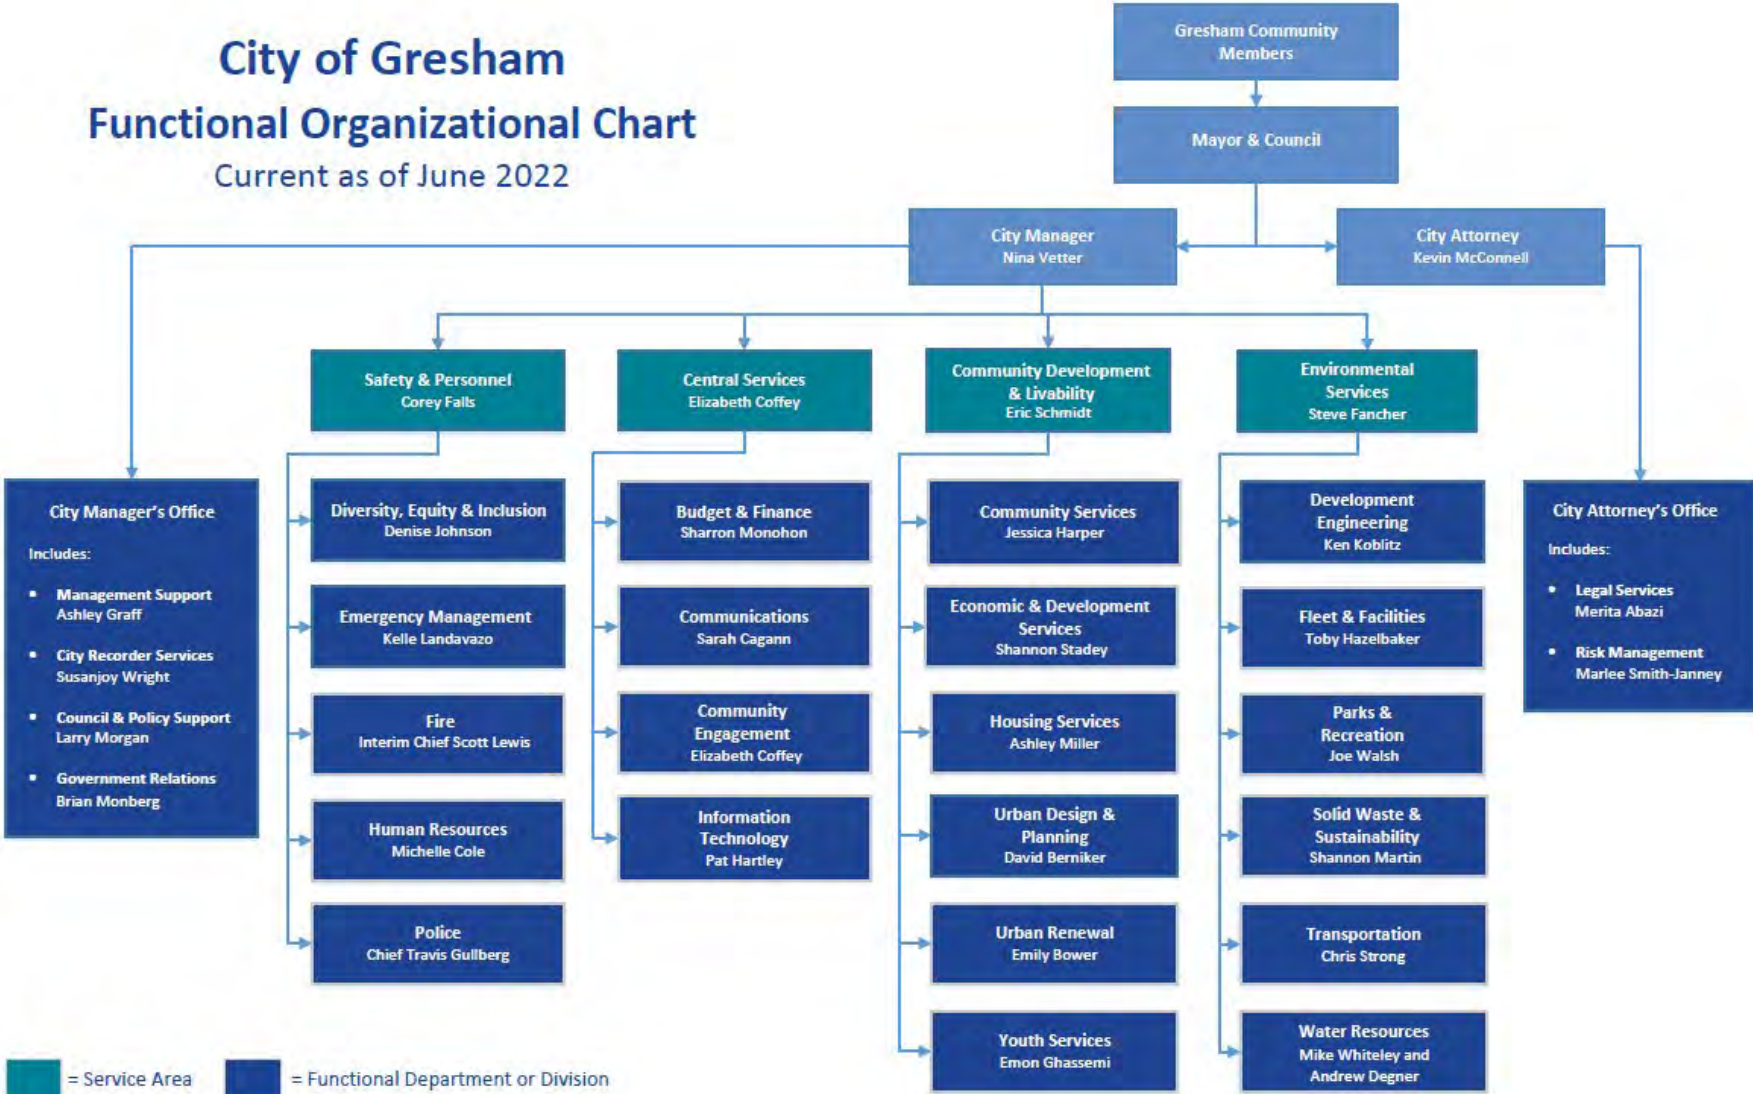 City of Gresham
Functional Organizational Chart
Current as of June 2022
Gresham Community
Members
Mayor & Council
City Manager
Nina Vetter
City Attorney
Kevin McConnell
Safety & Personnel
Corey Falls
Central Services
Elizabeth Coffey
Community Development
& Livability
Eric Schmidt
Environmental
Services
Steve Fancher
City Manager's Office
Includes:
▪ Management Support
Ashley Graff
▪ City Recorder Services
Susanjoy Wright
▪ Council & Policy Support
Larry Morgan
▪ Government Relations
Brian Monberg
Diversity, Equity & Inclusion
Denise Johnson
Emergency Management
Kelle Landavazo
Fire
Interim Chief Scott Lewis
Human Resources
Michelle Cole
Police
Chief Travis Gullberg
Budget & Finance
Sharron Monohon
Communications
Sarah Cagann
Community
Engagement
Elizabeth Coffey
Information
Technology
Pat Hartley
Community Services
Jessica Harper
Economic & Development
Services
Shannon Stadey
Housing Services
Ashley Miller
Urban Design &
Planning
David Berniker
Urban Renewal
Emily Bower
Youth Services
Emon Ghassemi
Development
Engineering
Ken Koblitz
Fleet & Facilities
Toby Hazelbaker
Parks &
Recreation
Joe Walsh
Solid Waste &
Sustainability
Shannon Martin
Transportation
Chris Strong
Water Resources
Mike Whiteley and
Andrew Degner
City Attorney's Office
Includes:
▪ Legal Services
Merita Abazi
▪ Risk Management
Marlee Smith-Janney
= Service Area
= Functional Department or Division